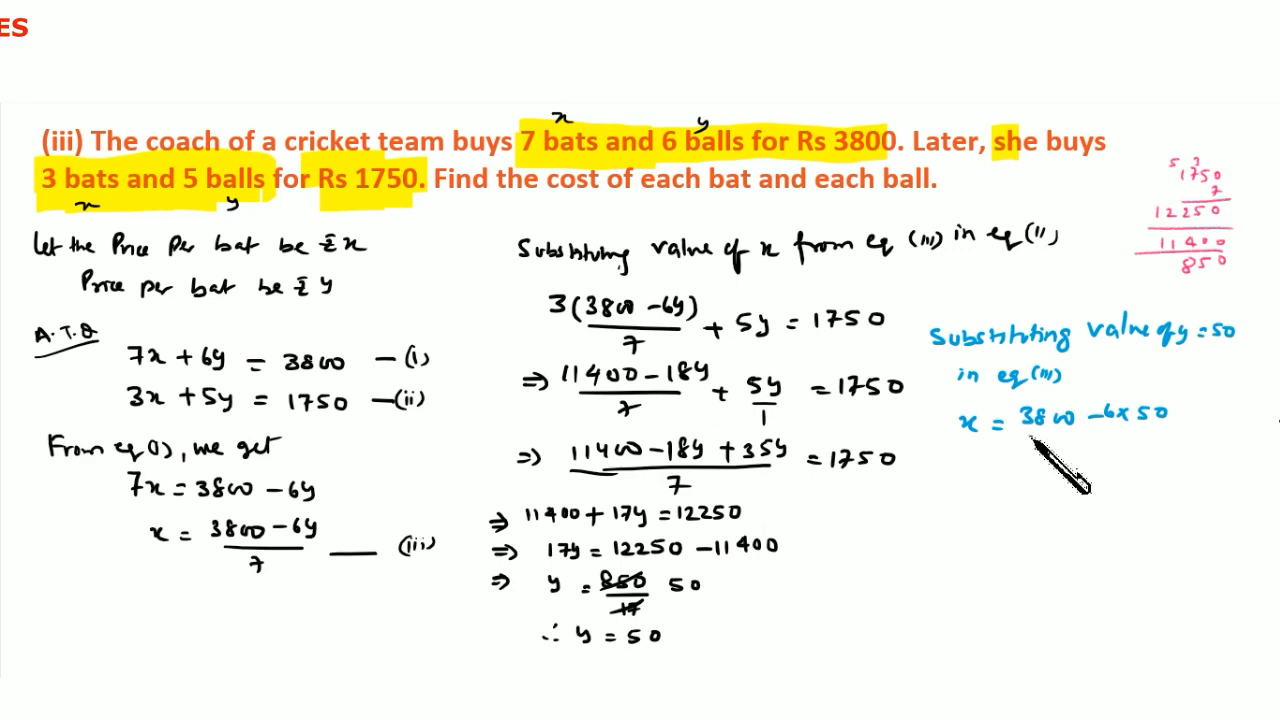 ES
(iii) The coach of a cricket team buys 7 bats and 6 balls for Rs 3800. Later, she buys
3 bats and 5 balls for Rs 1750. Find the cost of each bat and each ball.
x
y
x
y
Let the Price Per bat be ₹ x
Price per bat be ₹ y
A.T.Q
7x + 6y = 3800 —(i)
3x + 5y = 1750 —(ii)
From eq(i), we get
7x = 3800 - 6y
x = 3800 - 6y
7
— (iii)
Substituting value of x from eq (iii) in eq (ii)
3(3800 - 6y)
7
+ 5y = 1750
⇒ 11400 - 18y
7
+ 5y
1
= 1750
⇒ 11400 - 18y + 35y
7
= 1750
⇒ 11400 + 17y = 12250
⇒ 17y = 12250 - 11400
⇒ y = 850
17
50
∴ y = 50
5 3
1750
7
12250
11400
850
Substituting value of y = 50
in eq (iii)
x = 3800 - 6 x 50